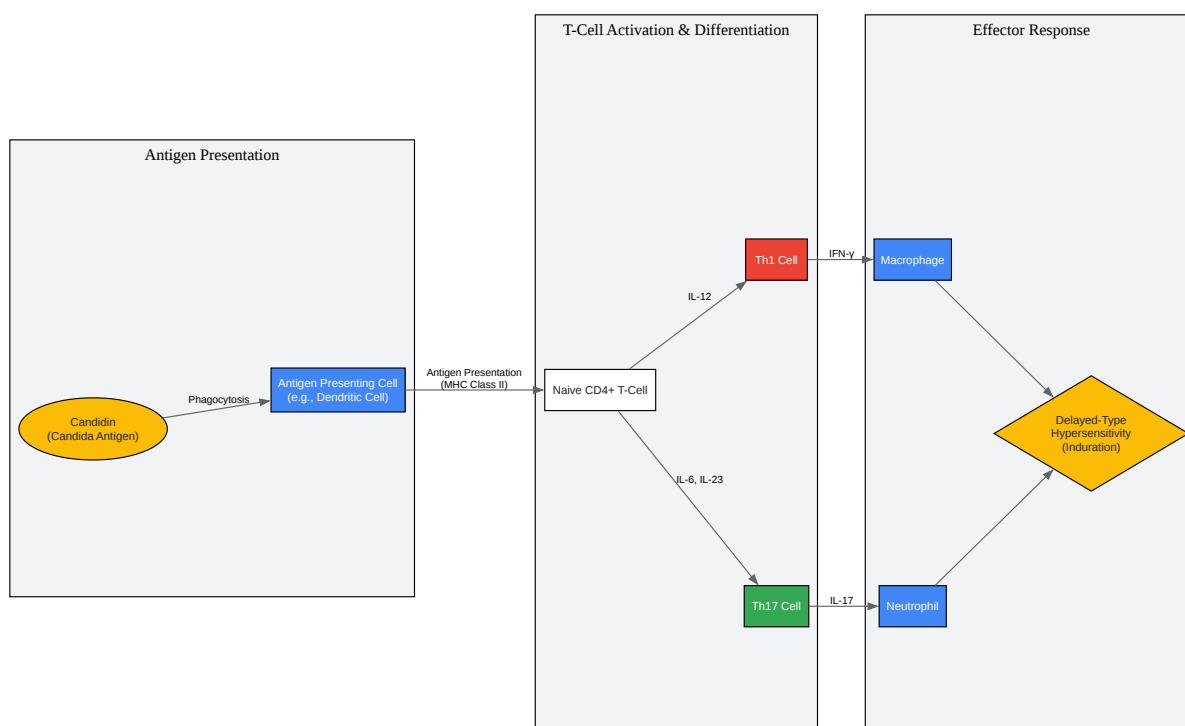 Antigen Presentation
Candidin
(Candida Antigen)
Phagocytosis
Antigen Presenting Cell
(e.g., Dendritic Cell)
Antigen Presentation
(MHC Class II)
T-Cell Activation & Differentiation
Naive CD4+ T-Cell
IL-12
Th1 Cell
IL-6, IL-23
Th17 Cell
Effector Response
IFN-γ
Macrophage
IL-17
Neutrophil
Delayed-Type
Hypersensitivity
(Induration)